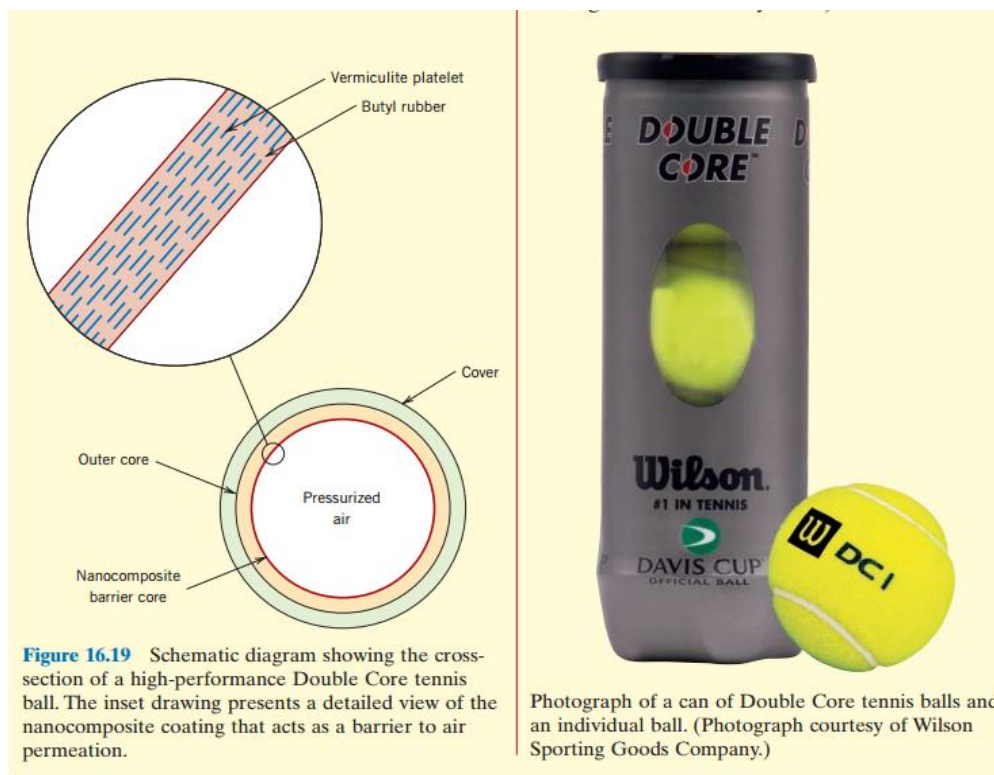 Vermiculite platelet
Butyl rubber
Cover
Outer core
Pressurized
air
Nanocomposite
barrier core
Figure 16.19 Schematic diagram showing the cross-
section of a high-performance Double Core tennis
ball. The inset drawing presents a detailed view of the
nanocomposite coating that acts as a barrier to air
permeation.
DOUBLE
CORE™
Wilson.
#1 IN TENNIS
DAVIS CUP
OFFICIAL BALL
W
DC1
Photograph of a can of Double Core tennis balls and
an individual ball. (Photograph courtesy of Wilson
Sporting Goods Company.)